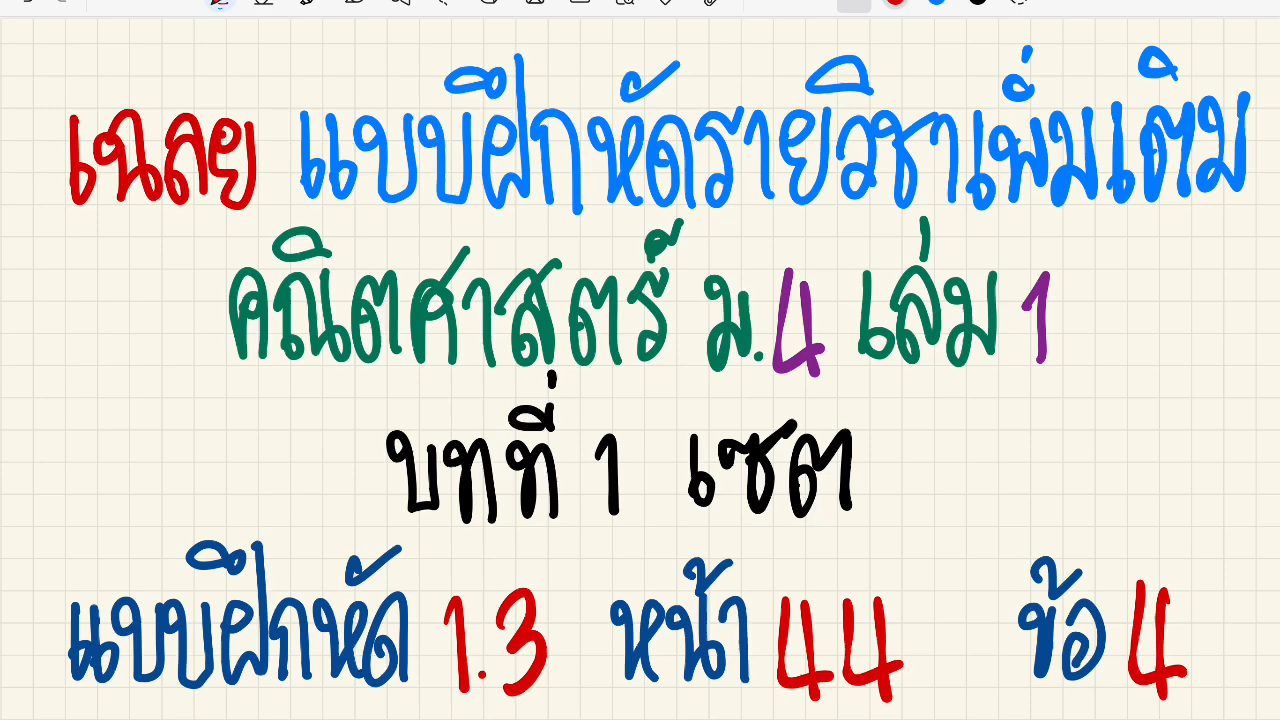 เฉลย แบบฝึกหัดรายวิชาเพิ่มเติม
คณิตศาสตร์ ม.4 เล่ม 1
บทที่ 1 เซต
แบบฝึกหัด 1.3 หน้า 44 ข้อ 4